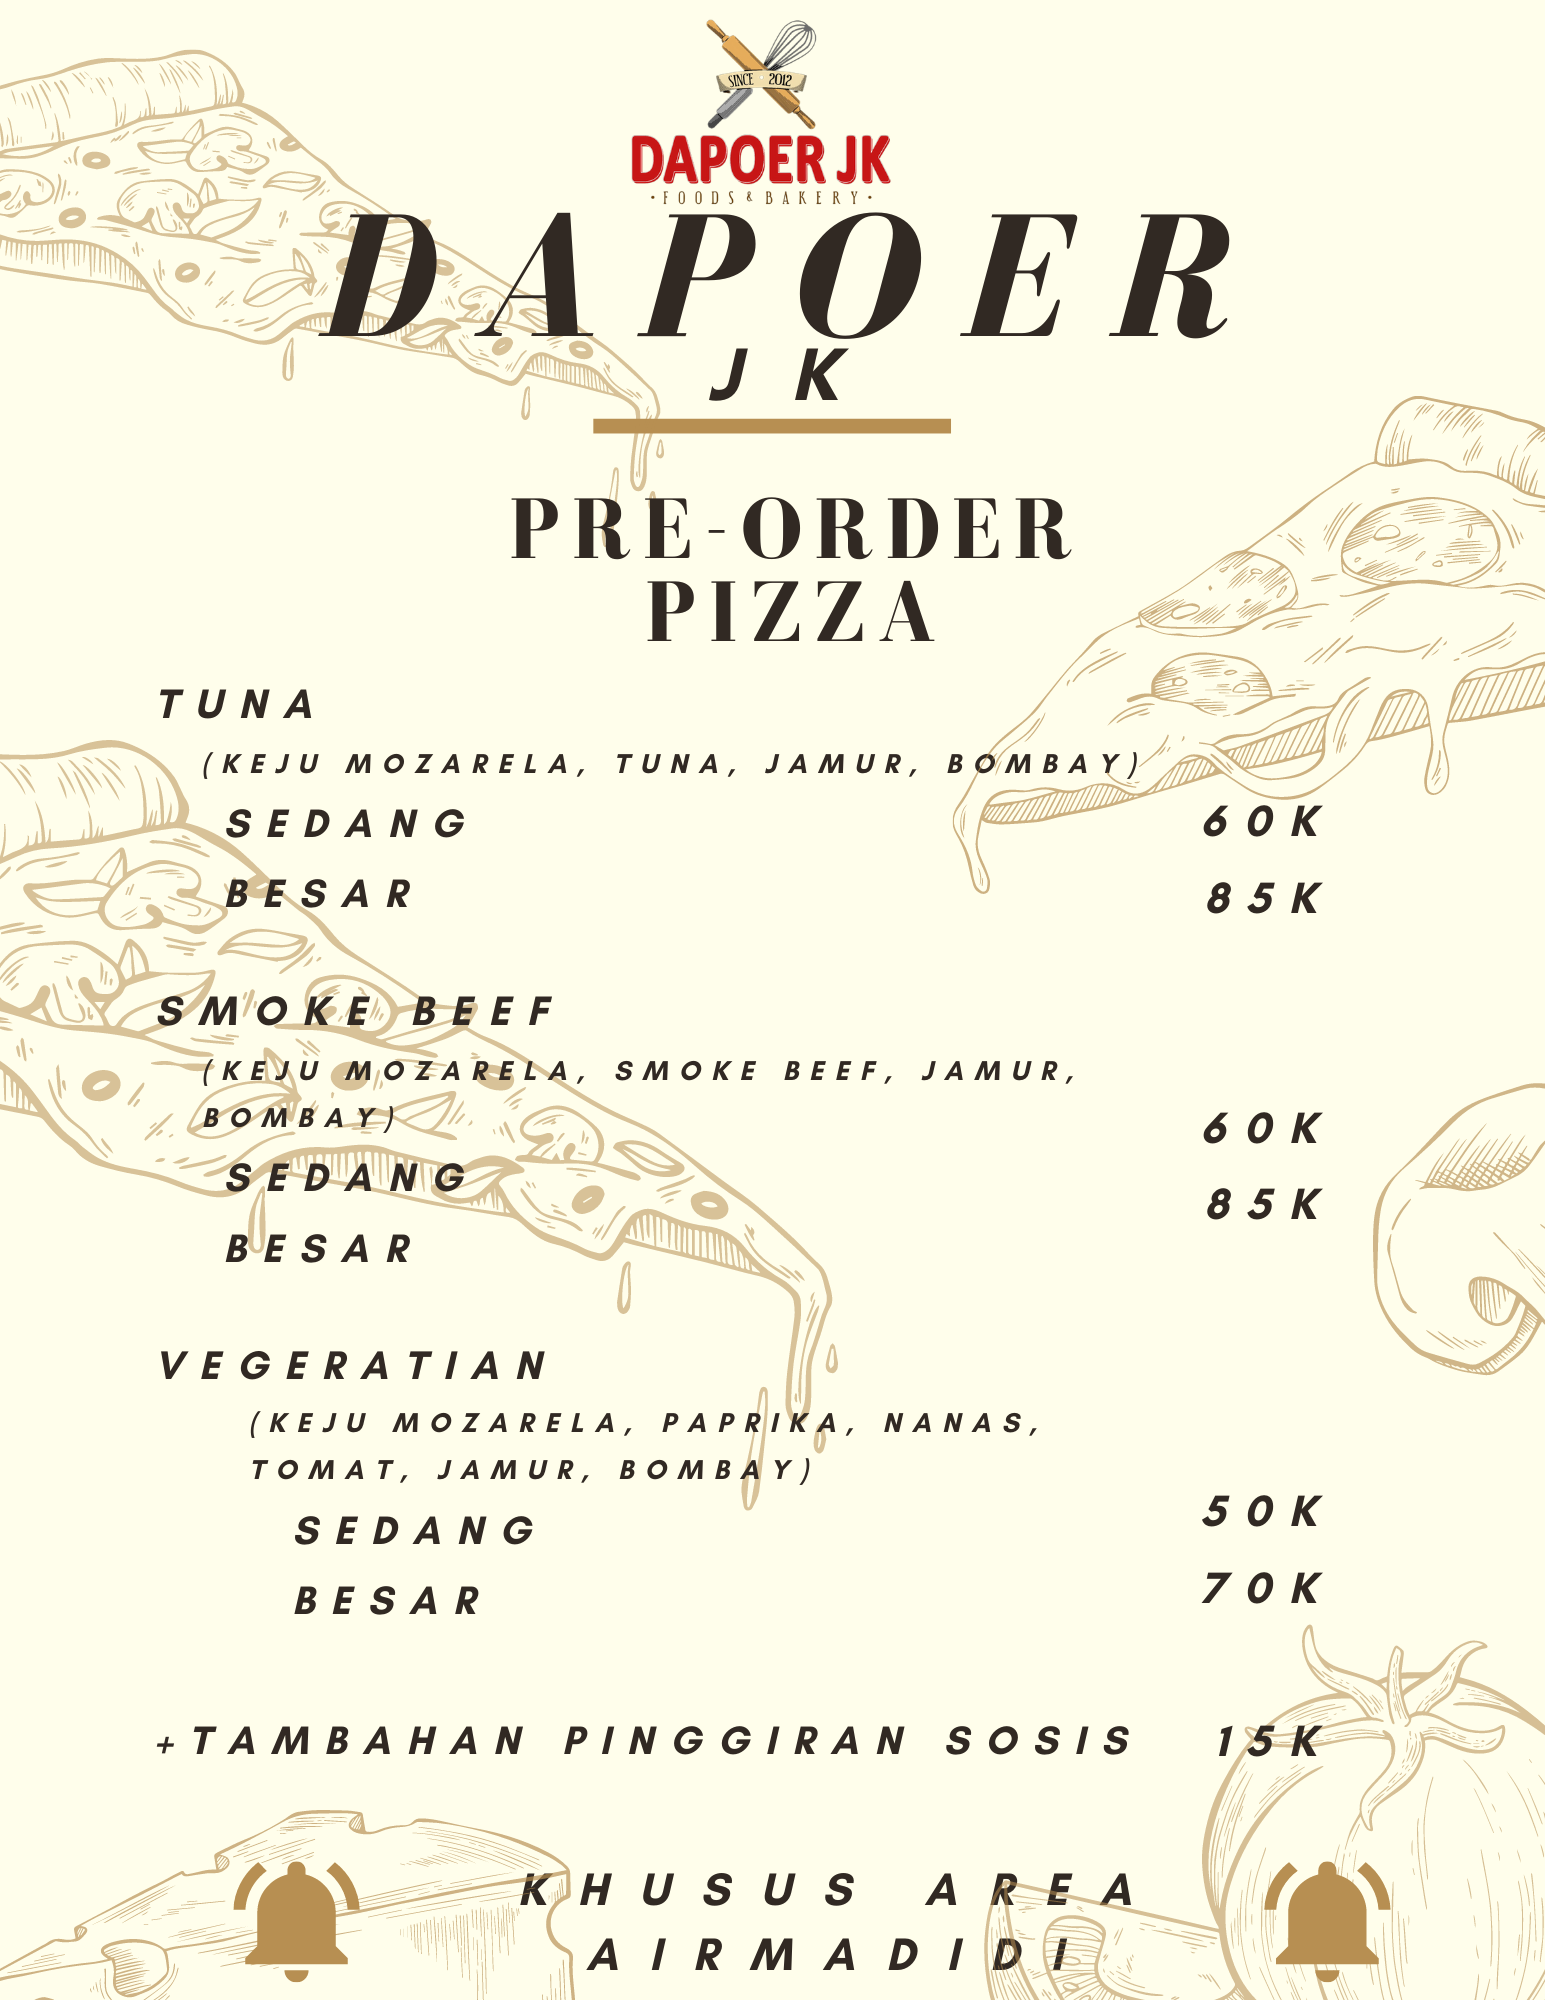 SINCE · 2012
DAPOER JK
·FOODS & BAKERY·
DAPOER
JK
PRE-ORDER
PIZZA
TUNA
(KEJU MOZARELA, TUNA, JAMUR, BOMBAY)
SEDANG 60K
BESAR 85K
SMOKE BEEF
(KEJU MOZARELA, SMOKE BEEF, JAMUR,
BOMBAY)
SEDANG 60K
BESAR 85K
VEGERATIAN
(KEJU MOZARELA, PAPRIKA, NANAS,
TOMAT, JAMUR, BOMBAY)
SEDANG 50K
BESAR 70K
+TAMBAHAN PINGGIRAN SOSIS 15K
KHUSUS AREA
AIRMADIDI